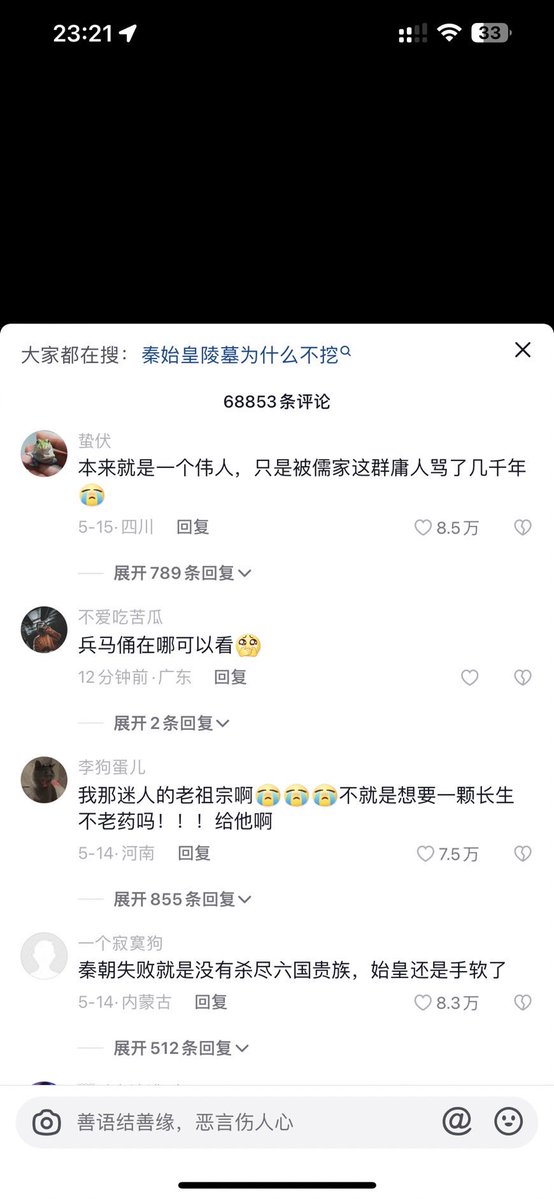 23:21
33
大家都在搜：秦始皇陵墓为什么不挖
68853条评论
蛰伏
本来就是一个伟人，只是被儒家这群庸人骂了几千年
😭
5-15·四川 回复 8.5万
展开789条回复
不爱吃苦瓜
兵马俑在哪可以看🥺
12分钟前·广东 回复
展开2条回复
李狗蛋儿
我那迷人的老祖宗啊😭😭😭不就是想要一颗长生
不老药吗！！！给他啊
5-14·河南 回复 7.5万
展开855条回复
一个寂寞狗
秦朝失败就是没有杀尽六国贵族，始皇还是手软了
5-14·内蒙古 回复 8.3万
展开512条回复
善语结善缘，恶言伤人心